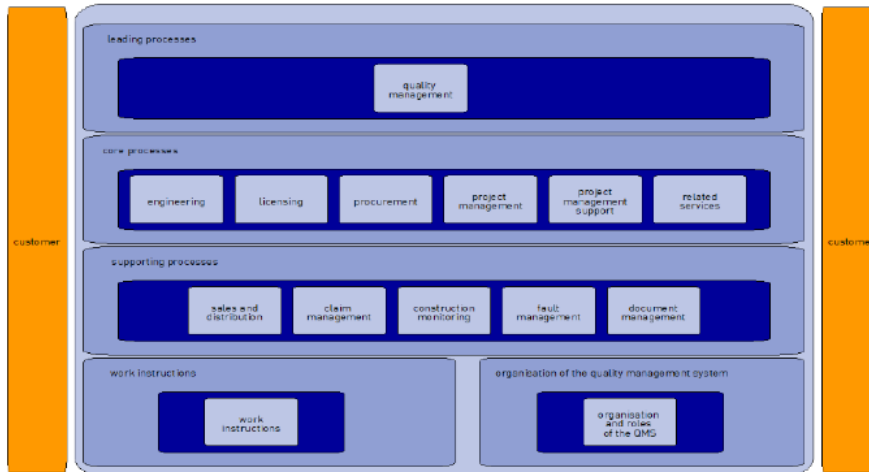 leading processes
quality
management
core processes
engineering
licensing
procurement
project
management
project
management
support
related
services
customer
customer
supporting processes
sales and
distribution
claim
management
construction
monitoring
fault
management
document
management
work instructions
organisation of the quality management system
work
instructions
organisation
and roles
of the QMS